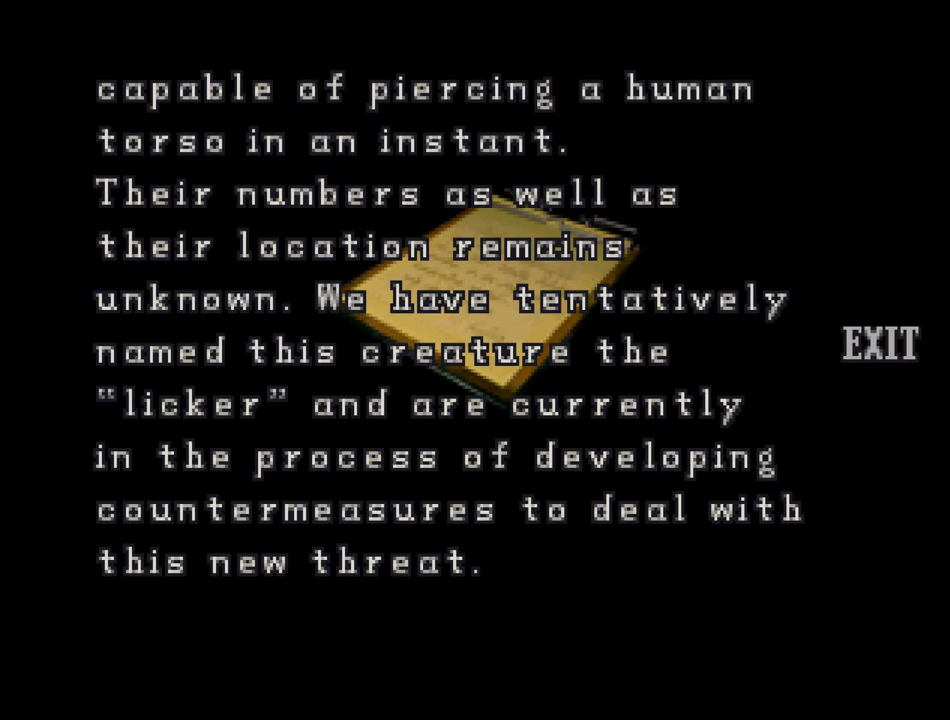 capable of piercing a human
torso in an instant.
Their numbers as well as
their location remains
unknown. We have tentatively
named this creature the
EXIT
"licker" and are currently
in the process of developing
countermeasures to deal with
this new threat.